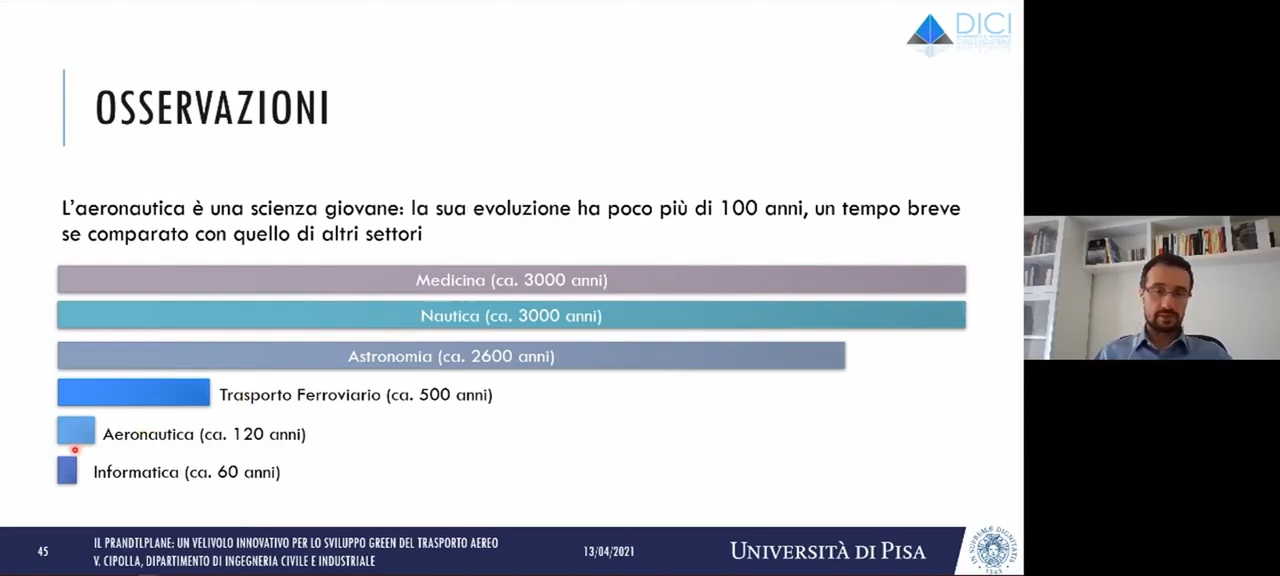 DICI
OSSERVAZIONI
L'aeronautica è una scienza giovane: la sua evoluzione ha poco più di 100 anni, un tempo breve
se comparato con quello di altri settori
Medicina (ca. 3000 anni)
Nautica (ca. 3000 anni)
Astronomia (ca. 2600 anni)
Trasporto Ferroviario (ca. 500 anni)
Aeronautica (ca. 120 anni)
Informatica (ca. 60 anni)
45
IL PRANDTLPLANE: UN VELIVOLO INNOVATIVO PER LO SVILUPPO GREEN DEL TRASPORTO AEREO
V. CIPOLLA, DIPARTIMENTO DI INGEGNERIA CIVILE E INDUSTRIALE
13/04/2021
UNIVERSITÀ DI PISA